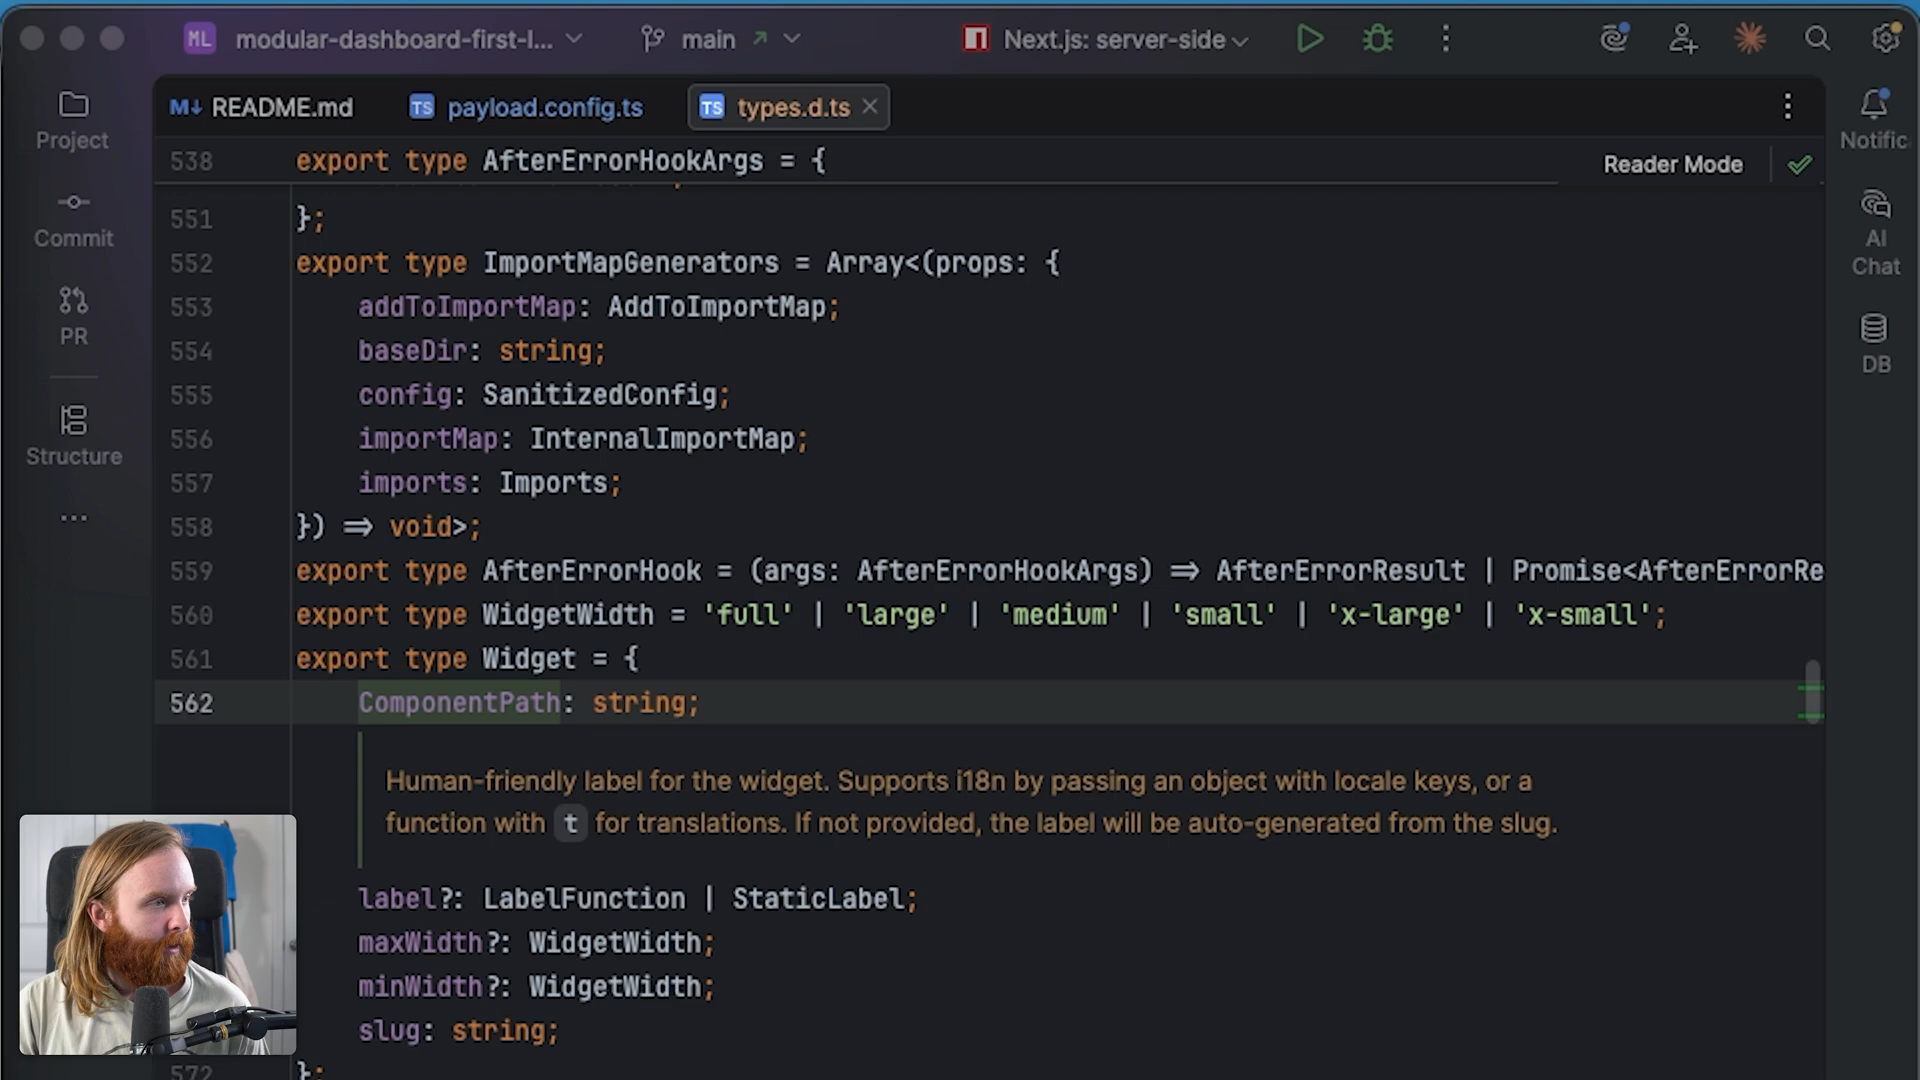 ML modular-dashboard-first-l... main Next.js: server-side
README.md payload.config.ts types.d.ts
Project
Commit
PR
Structure
Notific
AI
Chat
DB
538 export type AfterErrorHookArgs = {
Reader Mode
551 };
552 export type ImportMapGenerators = Array<(props: {
553 addToImportMap: AddToImportMap;
554 baseDir: string;
555 config: SanitizedConfig;
556 importMap: InternalImportMap;
557 imports: Imports;
558 }) => void>;
559 export type AfterErrorHook = (args: AfterErrorHookArgs) => AfterErrorResult | Promise<AfterErrorRe
560 export type WidgetWidth = 'full' | 'large' | 'medium' | 'small' | 'x-large' | 'x-small';
561 export type Widget = {
562 ComponentPath: string;
Human-friendly label for the widget. Supports i18n by passing an object with locale keys, or a
function with t for translations. If not provided, the label will be auto-generated from the slug.
label?: LabelFunction | StaticLabel;
maxWidth?: WidgetWidth;
minWidth?: WidgetWidth;
slug: string;
572 };